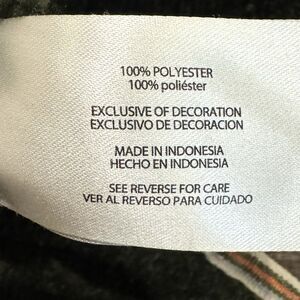 100% POLYESTER
100% poliéster
EXCLUSIVE OF DECORATION
EXCLUSIVO DE DECORACION
MADE IN INDONESIA
HECHO EN INDONESIA
SEE REVERSE FOR CARE
VER AL REVERSO PARA CUIDADO